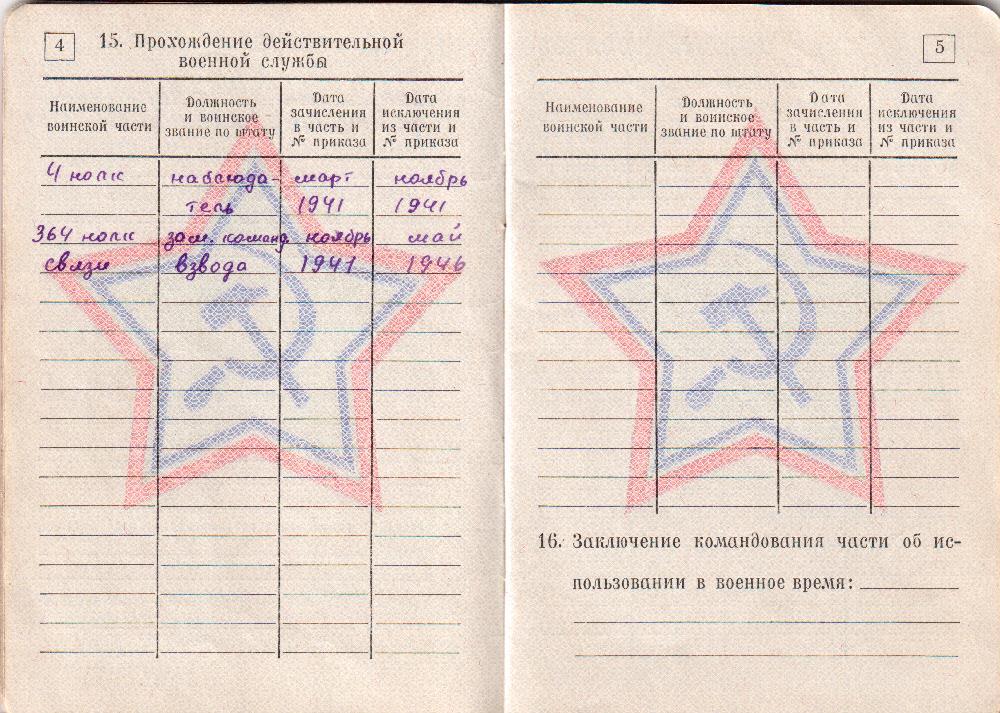 4
15. Прохождение действительной
военной службы
Наименование
воинской части
Должность
и воинское
звание по штату
Дата
зачисления
в часть и
№ приказа
Дата
исключения
из части и
№ приказа
4 полк наблюда- март ноябрь
тель 1941 1941
364 полк зам. команд. ноябрь май
связи взвода 1941 1946
5
Наименование
воинской части
Должность
и воинское
звание по штату
Дата
зачисления
в часть и
№ приказа
Дата
исключения
из части и
№ приказа
16. Заключение командования части об ис-
пользовании в военное время: